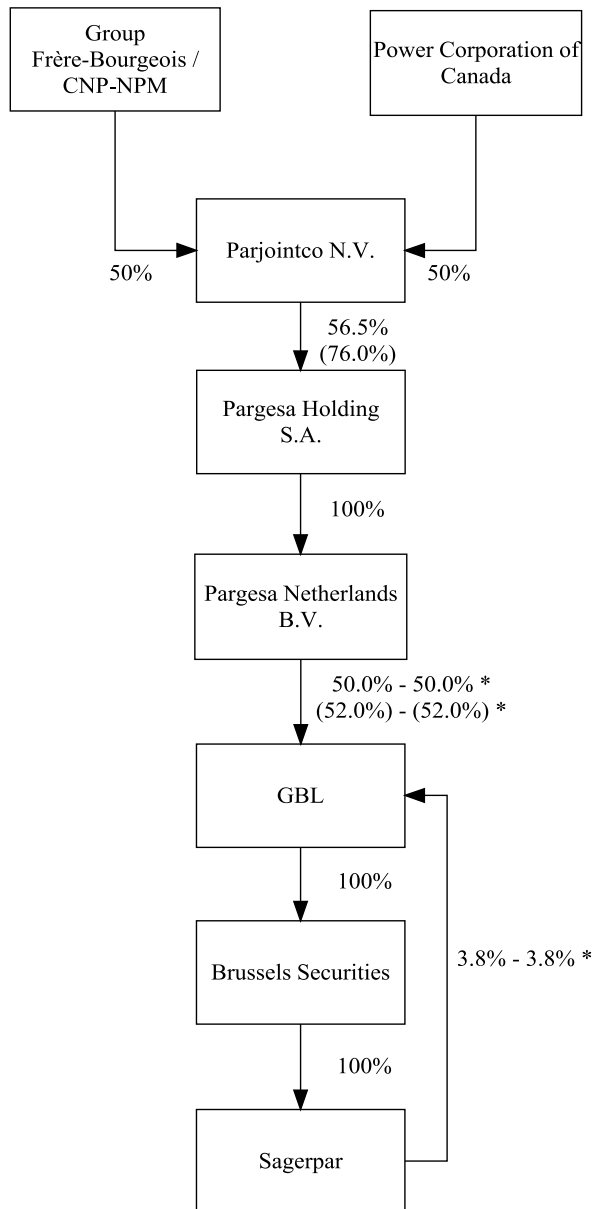 Group
Frère-Bourgeois /
CNP-NPM
Power Corporation of
Canada
Parjointco N.V.
50%
50%
56.5%
(76.0%)
Pargesa Holding
S.A.
100%
Pargesa Netherlands
B.V.
50.0% - 50.0% *
(52.0%) - (52.0%) *
GBL
100%
Brussels Securities
3.8% - 3.8% *
100%
Sagerpar